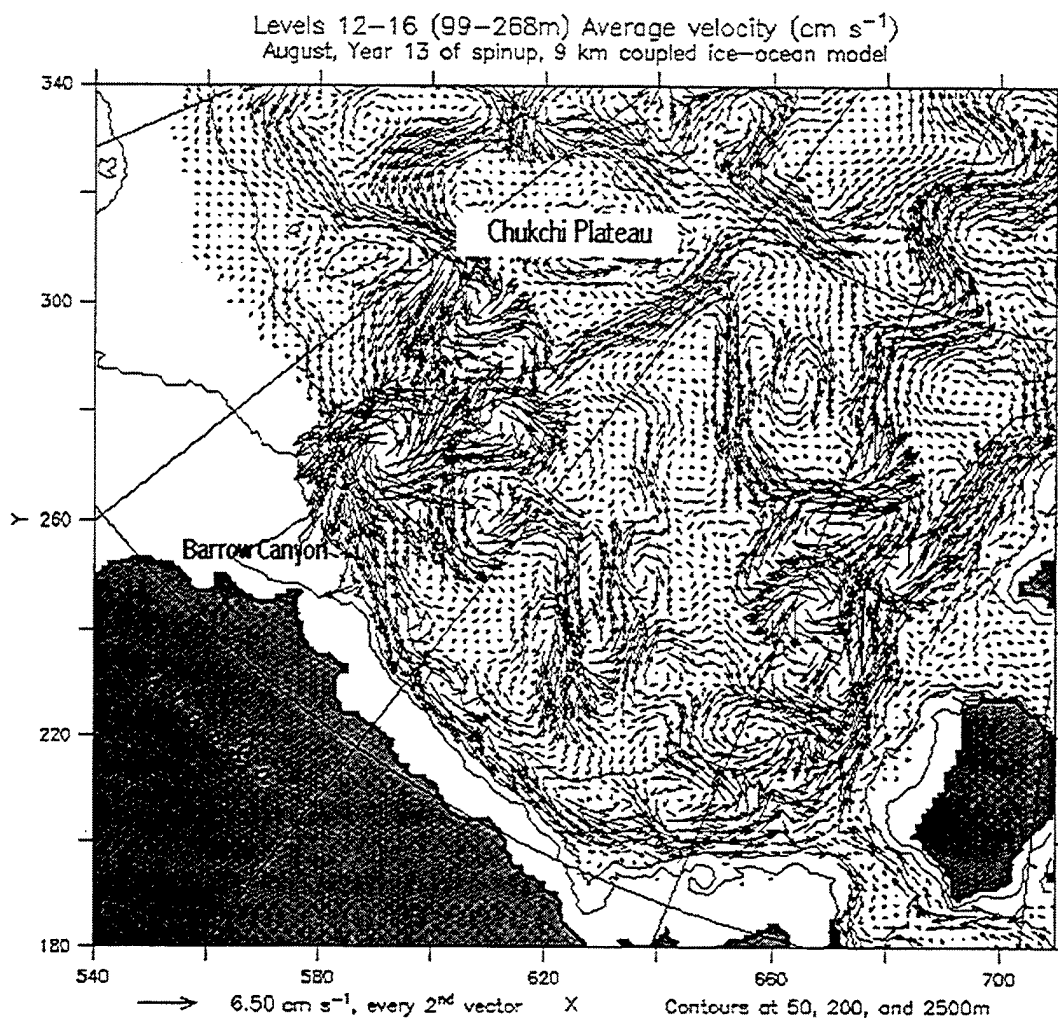 Levels 12-16 (99-268m) Average velocity (cm s⁻¹)
August, Year 13 of spinup, 9 km coupled ice-ocean model
340
Chukchi Plateau
300
Y
260
Barrow Canyon
220
180
540
580
620
660
700
6.50 cm s⁻¹, every 2ⁿᵈ vector
X
Contours at 50, 200, and 2500m